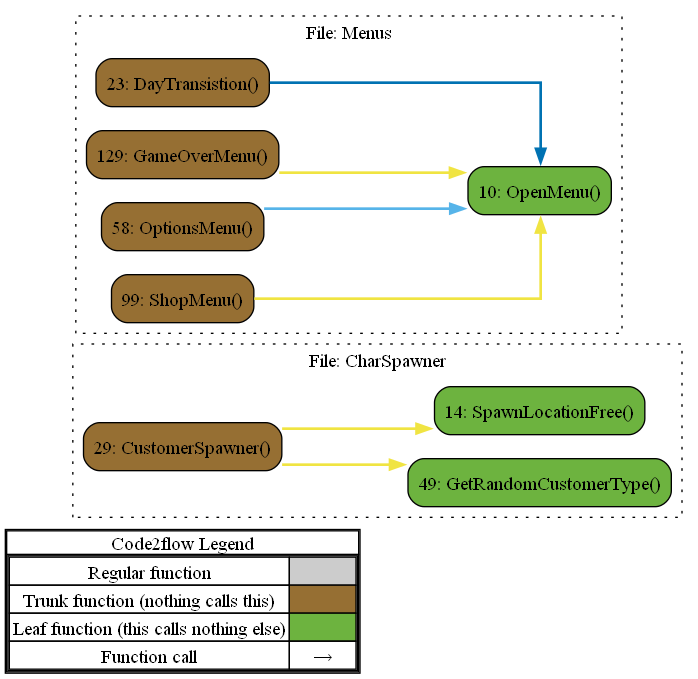 File: Menus
23: DayTransistion()
129: GameOverMenu()
10: OpenMenu()
58: OptionsMenu()
99: ShopMenu()
File: CharSpawner
14: SpawnLocationFree()
29: CustomerSpawner()
49: GetRandomCustomerType()
Code2flow Legend
Regular function
Trunk function (nothing calls this)
Leaf function (this calls nothing else)
Function call →